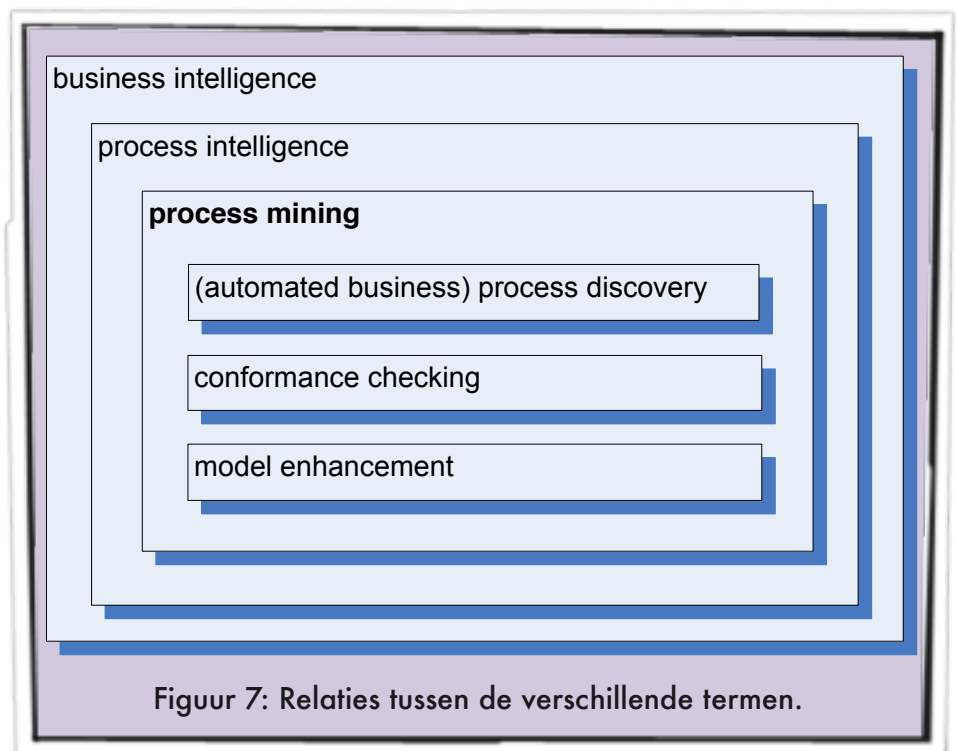 business intelligence
process intelligence
process mining
(automated business) process discovery
conformance checking
model enhancement
Figuur 7: Relaties tussen de verschillende termen.